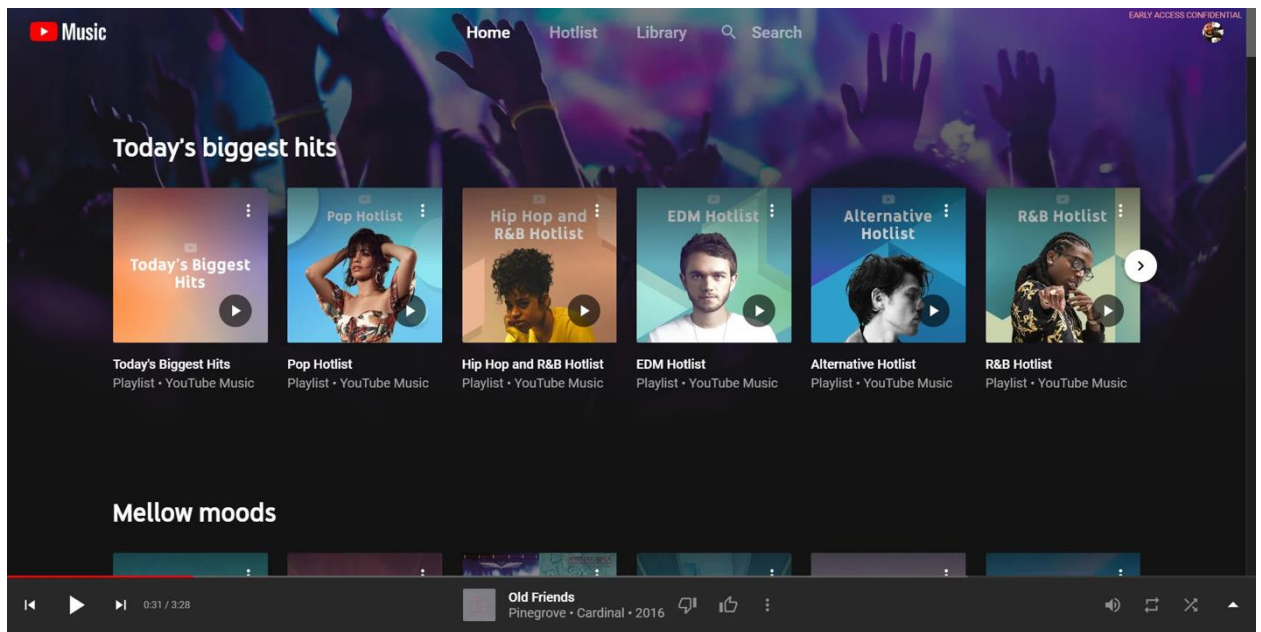 EARLY ACCESS CONFIDENTIAL
Music
Home Hotlist Library Search
Today's biggest hits
Today's Biggest
Hits
Pop Hotlist
Hip Hop and
R&B Hotlist
EDM Hotlist
Alternative
Hotlist
R&B Hotlist
Today's Biggest Hits
Playlist • YouTube Music
Pop Hotlist
Playlist • YouTube Music
Hip Hop and R&B Hotlist
Playlist • YouTube Music
EDM Hotlist
Playlist • YouTube Music
Alternative Hotlist
Playlist • YouTube Music
R&B Hotlist
Playlist • YouTube Music
Mellow moods
0:31 / 3:28
Old Friends
Pinegrove • Cardinal • 2016